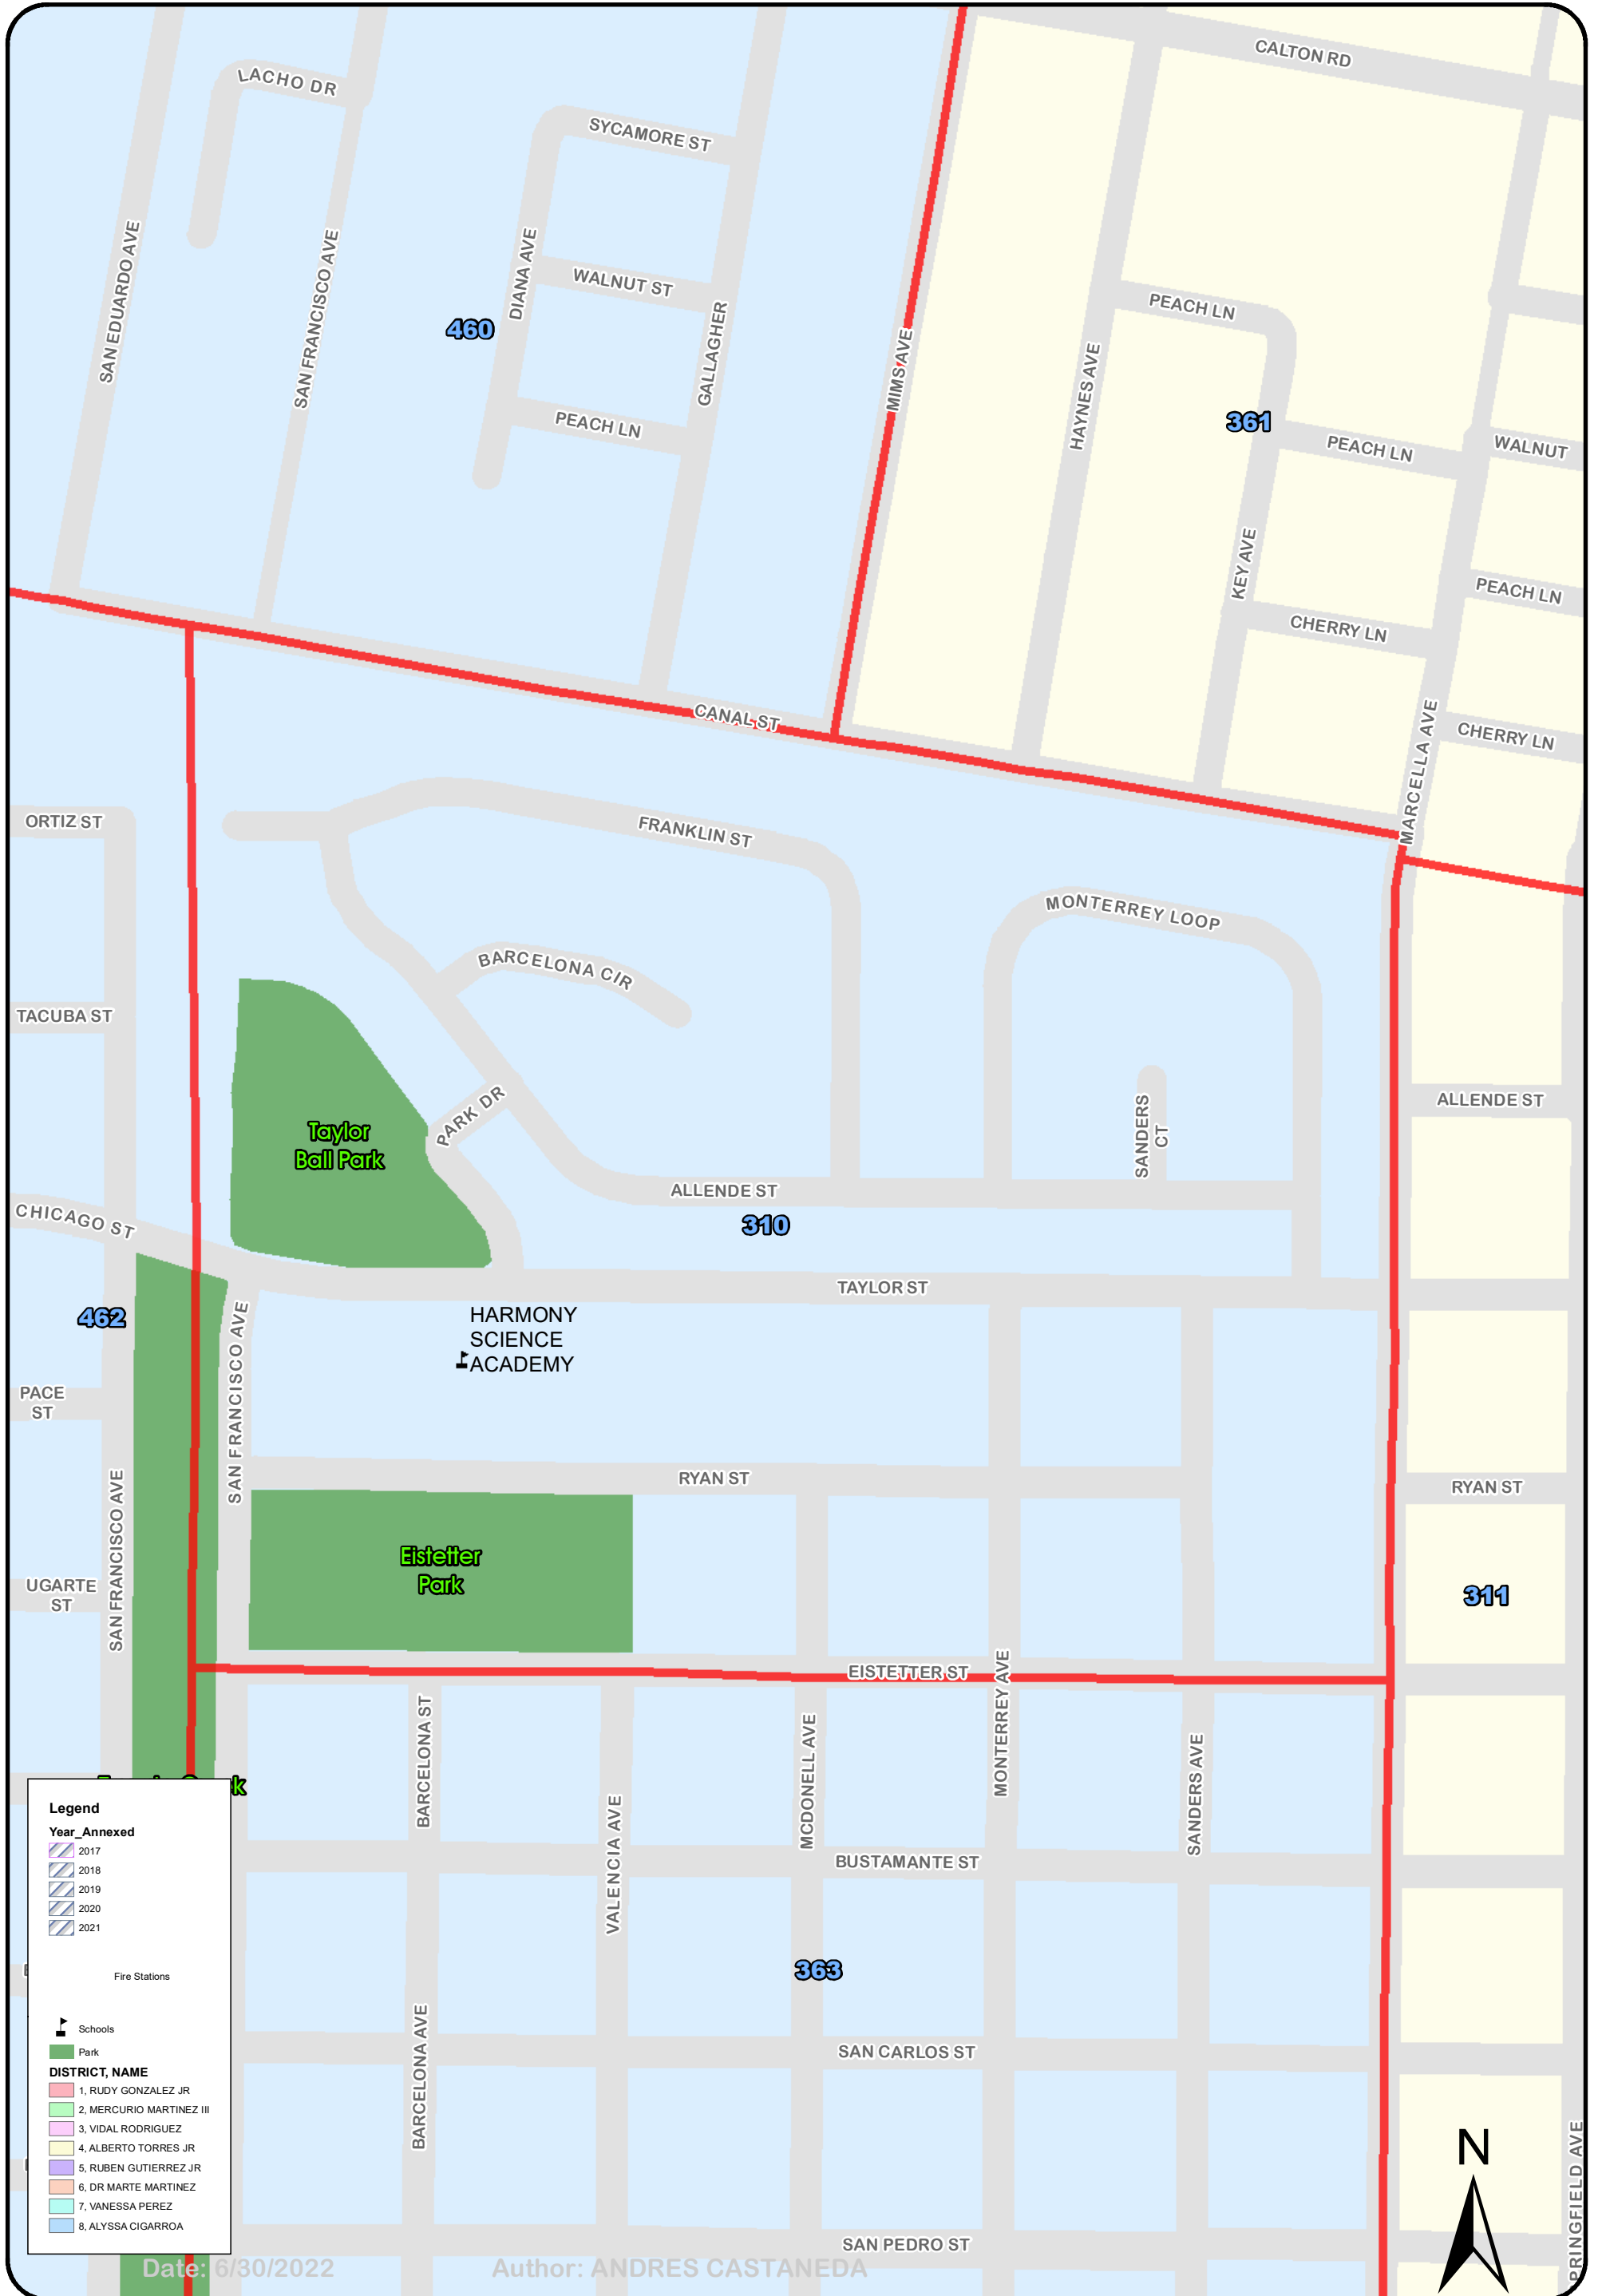 CALTON RD
LACHO DR
SYCAMORE ST
SAN EDUARDO AVE
SAN FRANCISCO AVE
DIANA AVE
WALNUT ST
460
GALLAGHER
MIMS AVE
HAYNES AVE
PEACH LN
361
PEACH LN
PEACH LN
WALNUT
KEY AVE
PEACH LN
CHERRY LN
CANAL ST
MARCELLA AVE
CHERRY LN
ORTIZ ST
FRANKLIN ST
MONTERREY LOOP
BARCELONA CIR
TACUBA ST
Taylor
Ball Park
PARK DR
SANDERS
CT
ALLENDE ST
ALLENDE ST
310
CHICAGO ST
TAYLOR ST
462
HARMONY
SCIENCE
ACADEMY
SAN FRANCISCO AVE
PACE
ST
RYAN ST
RYAN ST
SAN FRANCISCO AVE
Eistetter
Park
UGARTE
ST
311
EISTETTER ST
MONTERREY AVE
BARCELONA ST
MCDONELL AVE
SANDERS AVE
VALENCIA AVE
BUSTAMANTE ST
363
SAN CARLOS ST
BARCELONA AVE
SAN PEDRO ST
Legend
Year_Annexed
2017
2018
2019
2020
2021
Fire Stations
Schools
Park
DISTRICT, NAME
1, RUDY GONZALEZ JR
2, MERCURIO MARTINEZ III
3, VIDAL RODRIGUEZ
4, ALBERTO TORRES JR
5, RUBEN GUTIERREZ JR
6, DR MARTE MARTINEZ
7, VANESSA PEREZ
8, ALYSSA CIGARROA
N
PRINGFIELD AVE
Date: 6/30/2022
Author: ANDRES CASTANEDA